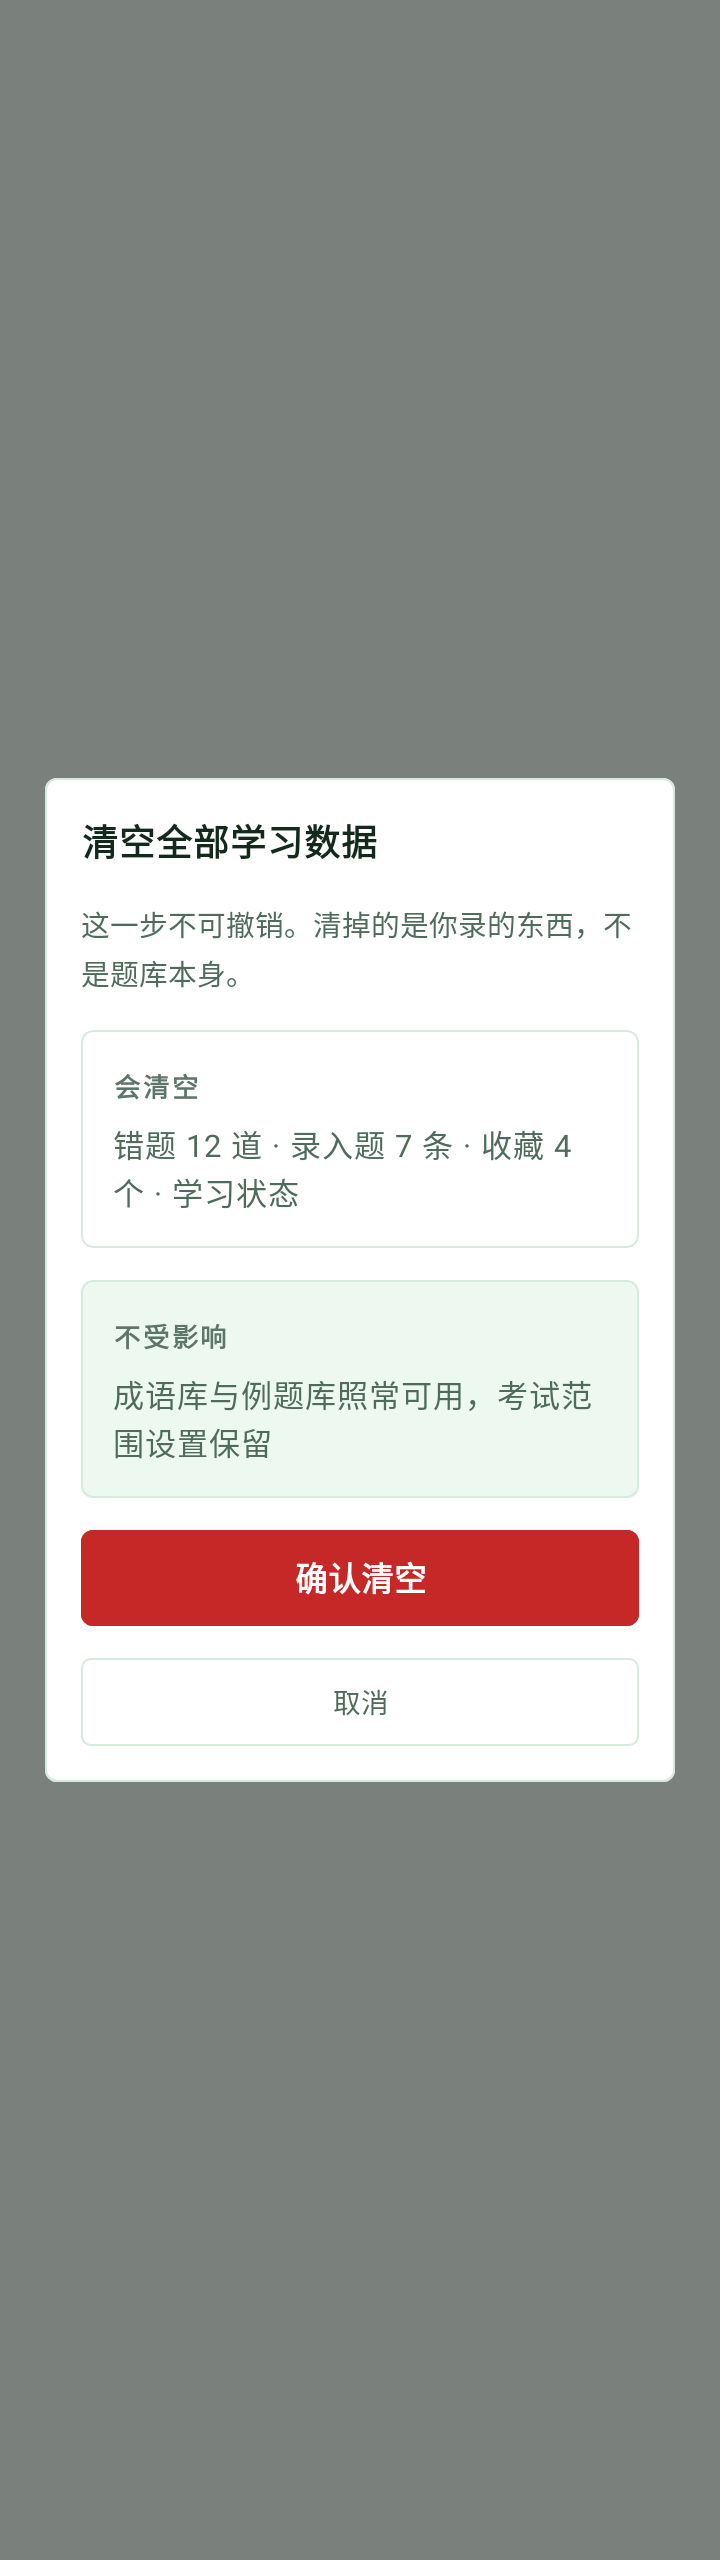 清空全部学习数据
这一步不可撤销。清掉的是你录的东西，不
是题库本身。
会清空
错题 12 道 · 录入题 7 条 · 收藏 4
个 · 学习状态
不受影响
成语库与例题库照常可用，考试范
围设置保留
确认清空
取消